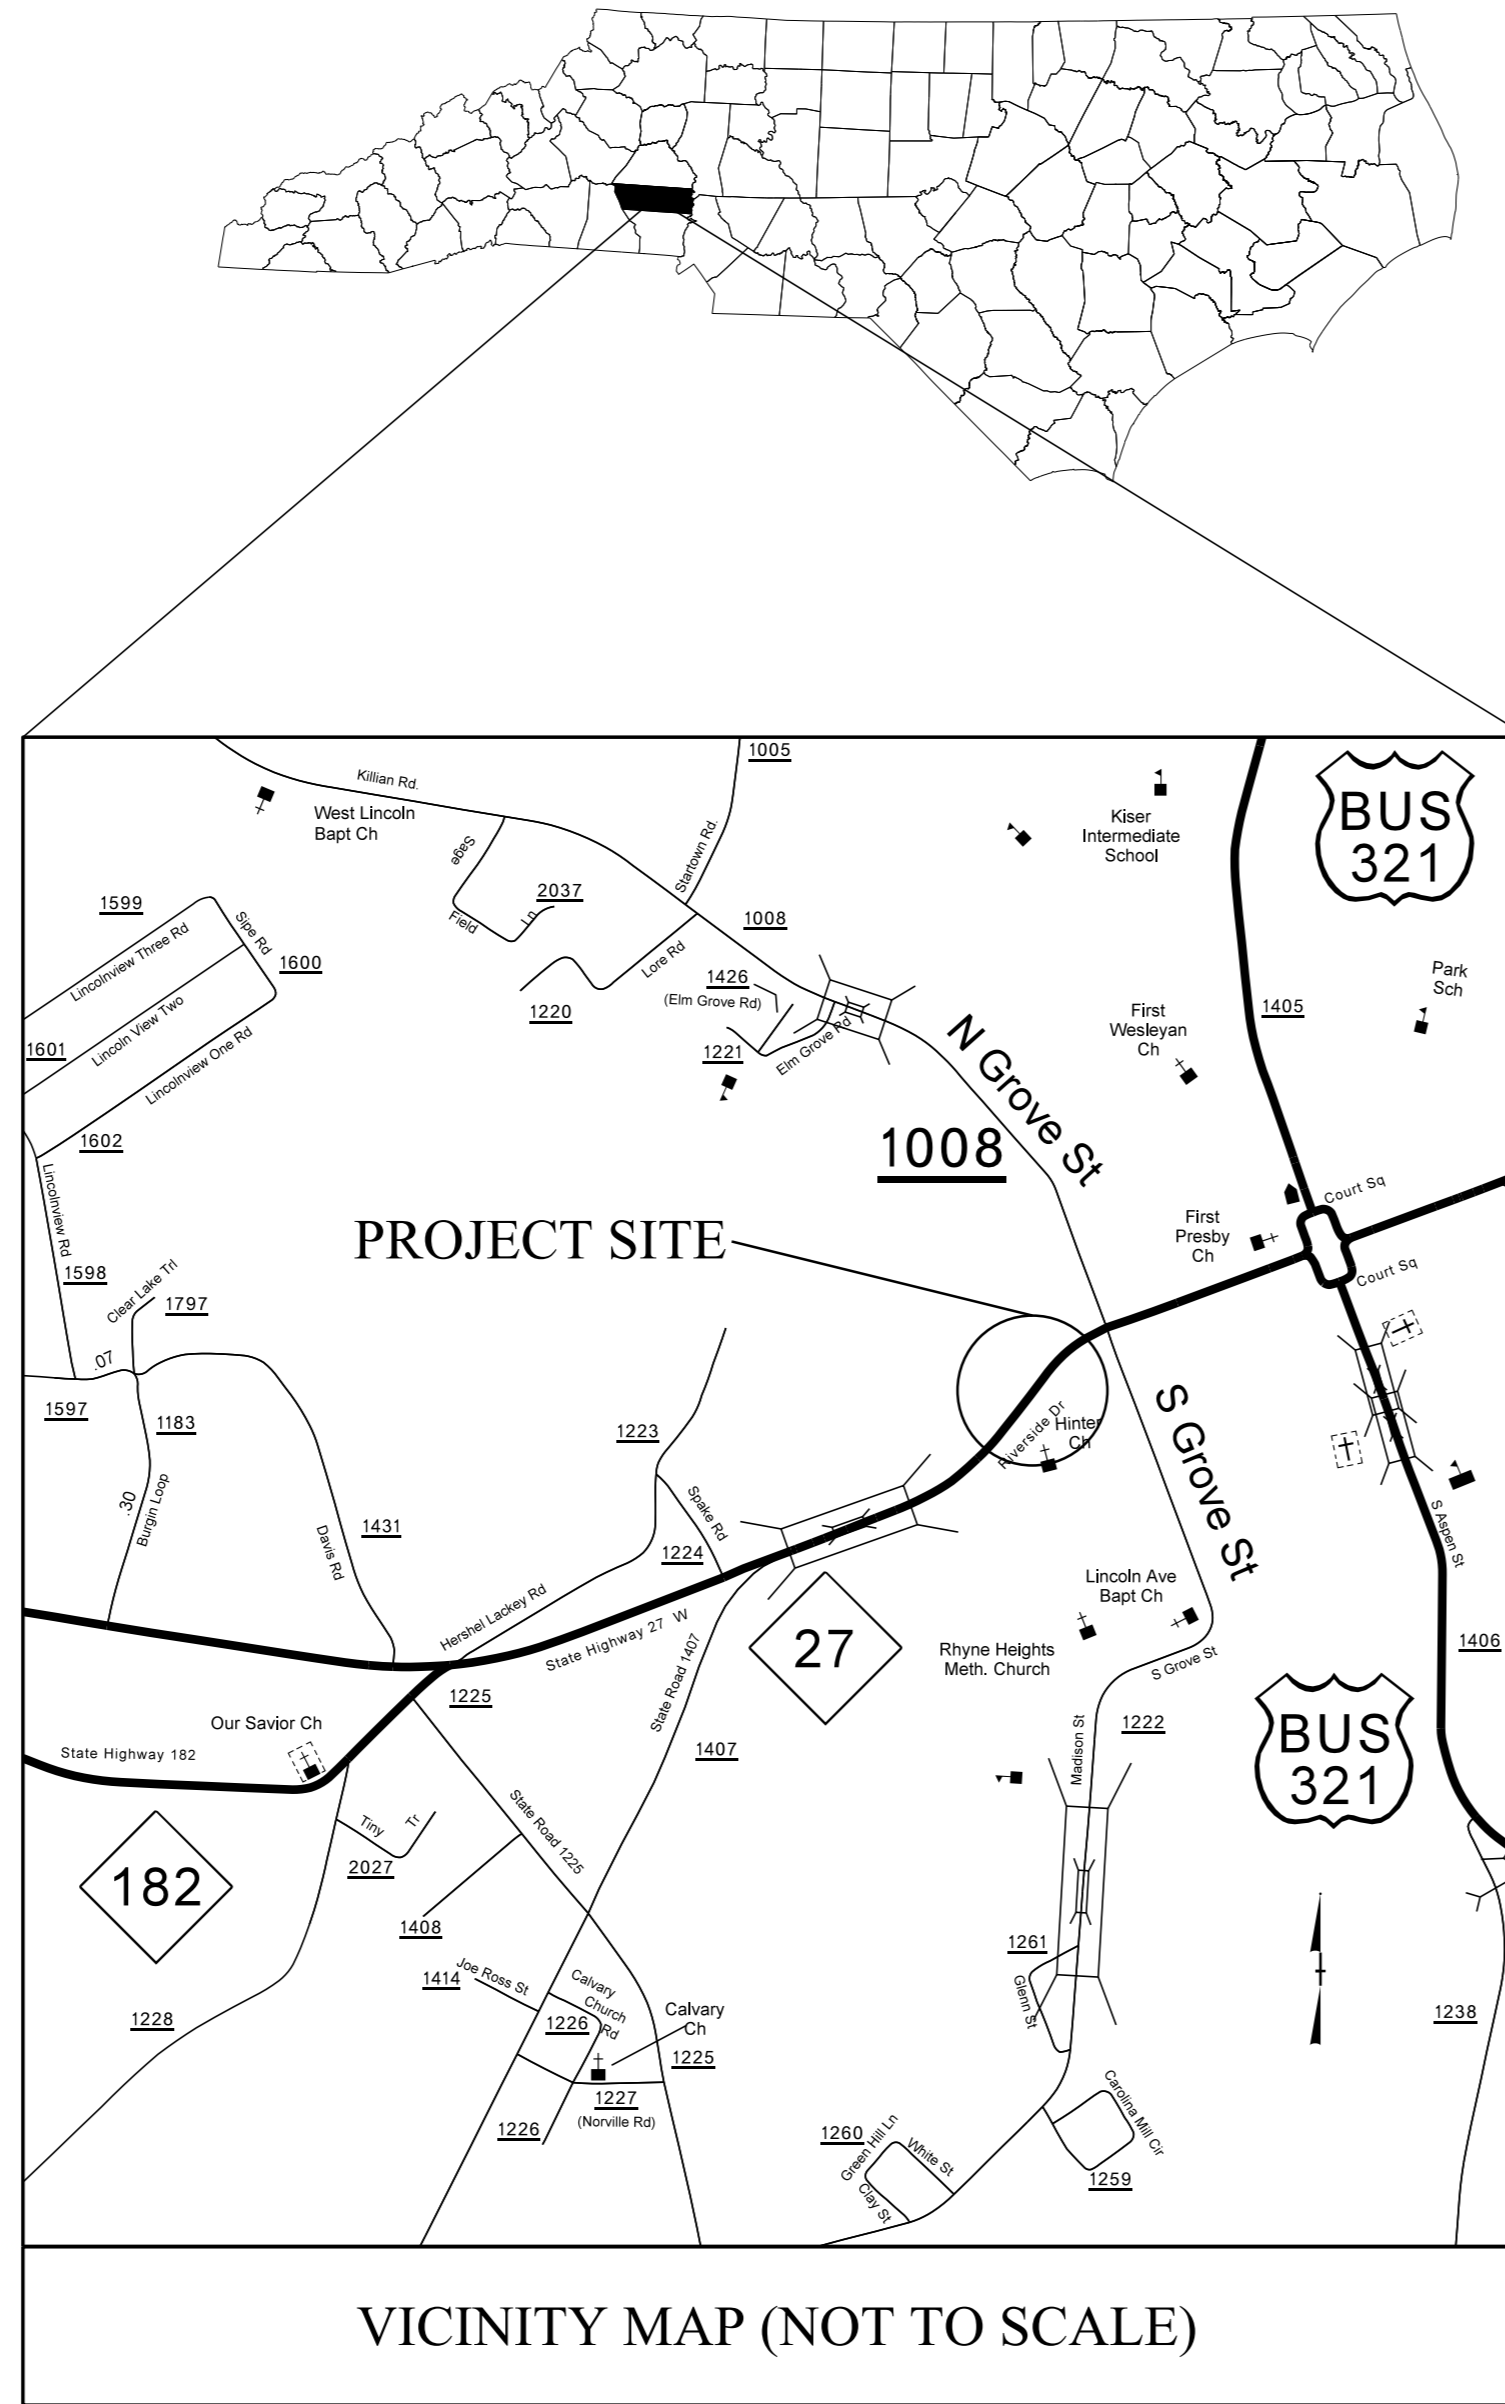 1005
Killian Rd.
West Lincoln
Bapt Ch
Kiser
Intermediate
School
BUS
321
Startown Rd.
Sage
Field
Ln
2037
1599
Sipe Rd
Lincolnview Three Rd
1600
1008
Lore Rd
1426
(Elm Grove Rd)
Park
Sch
1220
Lincoln View Two
1601
Lincolnview One Rd
1221
Elm Grove Rd
First
Wesleyan
Ch
1405
N Grove St
1602
1008
Lincolnview Rd
Court Sq
First
Presby
Ch
PROJECT SITE
1598
Clear Lake Trl
1797
Court Sq
.07
1597
1183
1223
Riverside Dr
Hinter
Ch
S Grove St
.30
Burgin Loop
Davis Rd
1431
Spake Rd
1224
S Aspen St
Hershel Lackey Rd
State Highway 27 W
Lincoln Ave
Bapt Ch
27
Rhyne Heights
Meth. Church
S Grove St
1406
1225
State Road 1407
Our Savior Ch
State Highway 182
1407
Madison St
1222
BUS
321
182
Tiny
Tr
2027
State Road 1225
1408
1261
Glenn St
1414
Joe Ross St
Calvary
Church
Rd
1226
Calvary
Ch
1228
1238
1225
1227
(Norville Rd)
1226
1260
Green Hill Ln
White St
Clay St
Carolina Mill Cir
1259
VICINITY MAP (NOT TO SCALE)